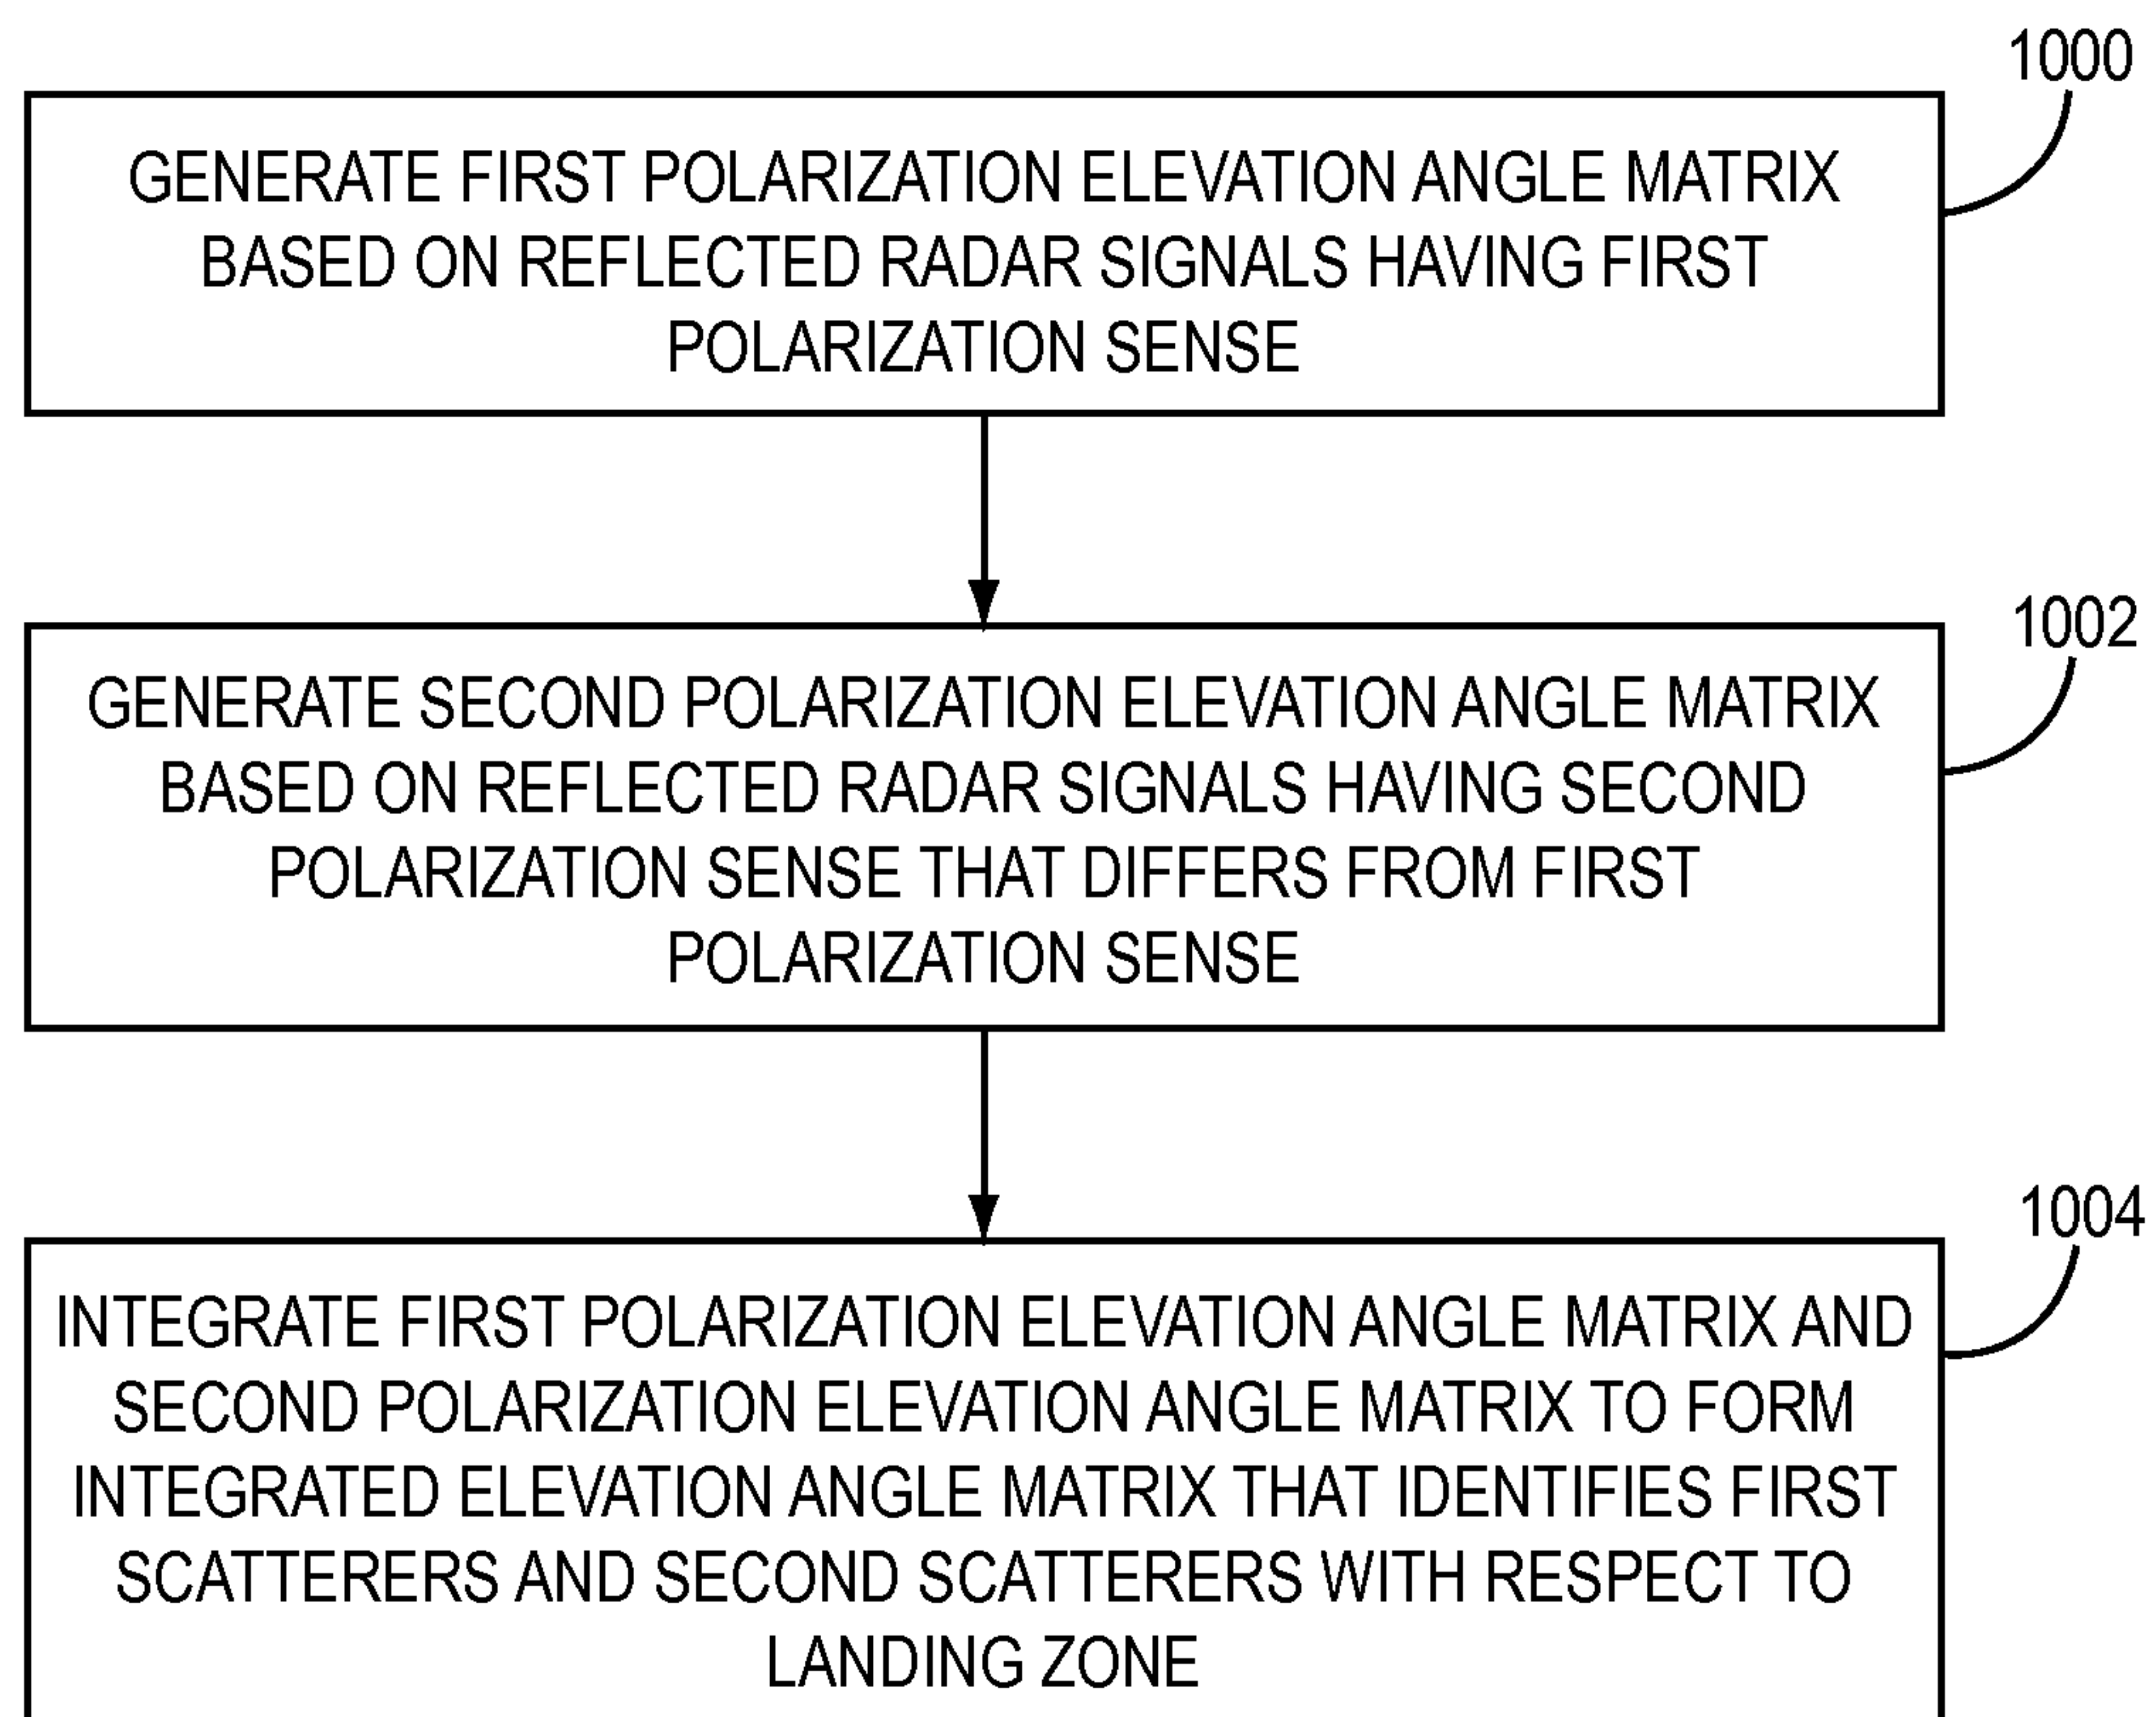 1000
GENERATE FIRST POLARIZATION ELEVATION ANGLE MATRIX
BASED ON REFLECTED RADAR SIGNALS HAVING FIRST
POLARIZATION SENSE
1002
GENERATE SECOND POLARIZATION ELEVATION ANGLE MATRIX
BASED ON REFLECTED RADAR SIGNALS HAVING SECOND
POLARIZATION SENSE THAT DIFFERS FROM FIRST
POLARIZATION SENSE
1004
INTEGRATE FIRST POLARIZATION ELEVATION ANGLE MATRIX AND
SECOND POLARIZATION ELEVATION ANGLE MATRIX TO FORM
INTEGRATED ELEVATION ANGLE MATRIX THAT IDENTIFIES FIRST
SCATTERERS AND SECOND SCATTERERS WITH RESPECT TO
LANDING ZONE